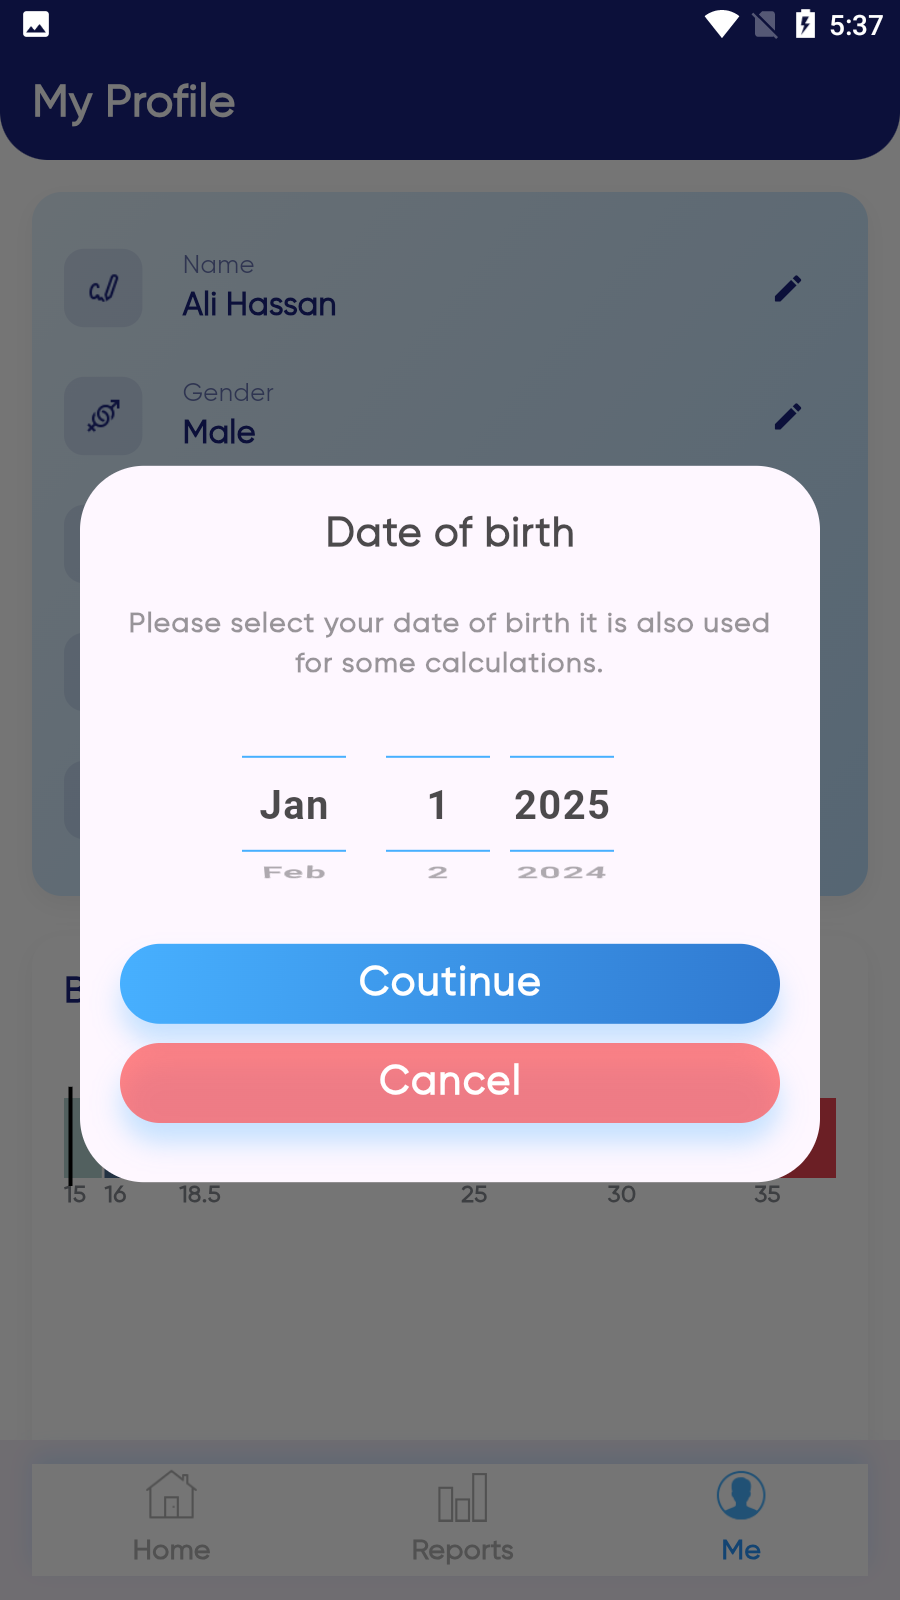 5:37
My Profile
Name
Ali Hassan
Gender
Male
Date of birth
Please select your date of birth it is also used
for some calculations.
Jan 1 2025
Feb 2 2024
Coutinue
Cancel
15 16 18.5 25 30 35
Home Reports Me